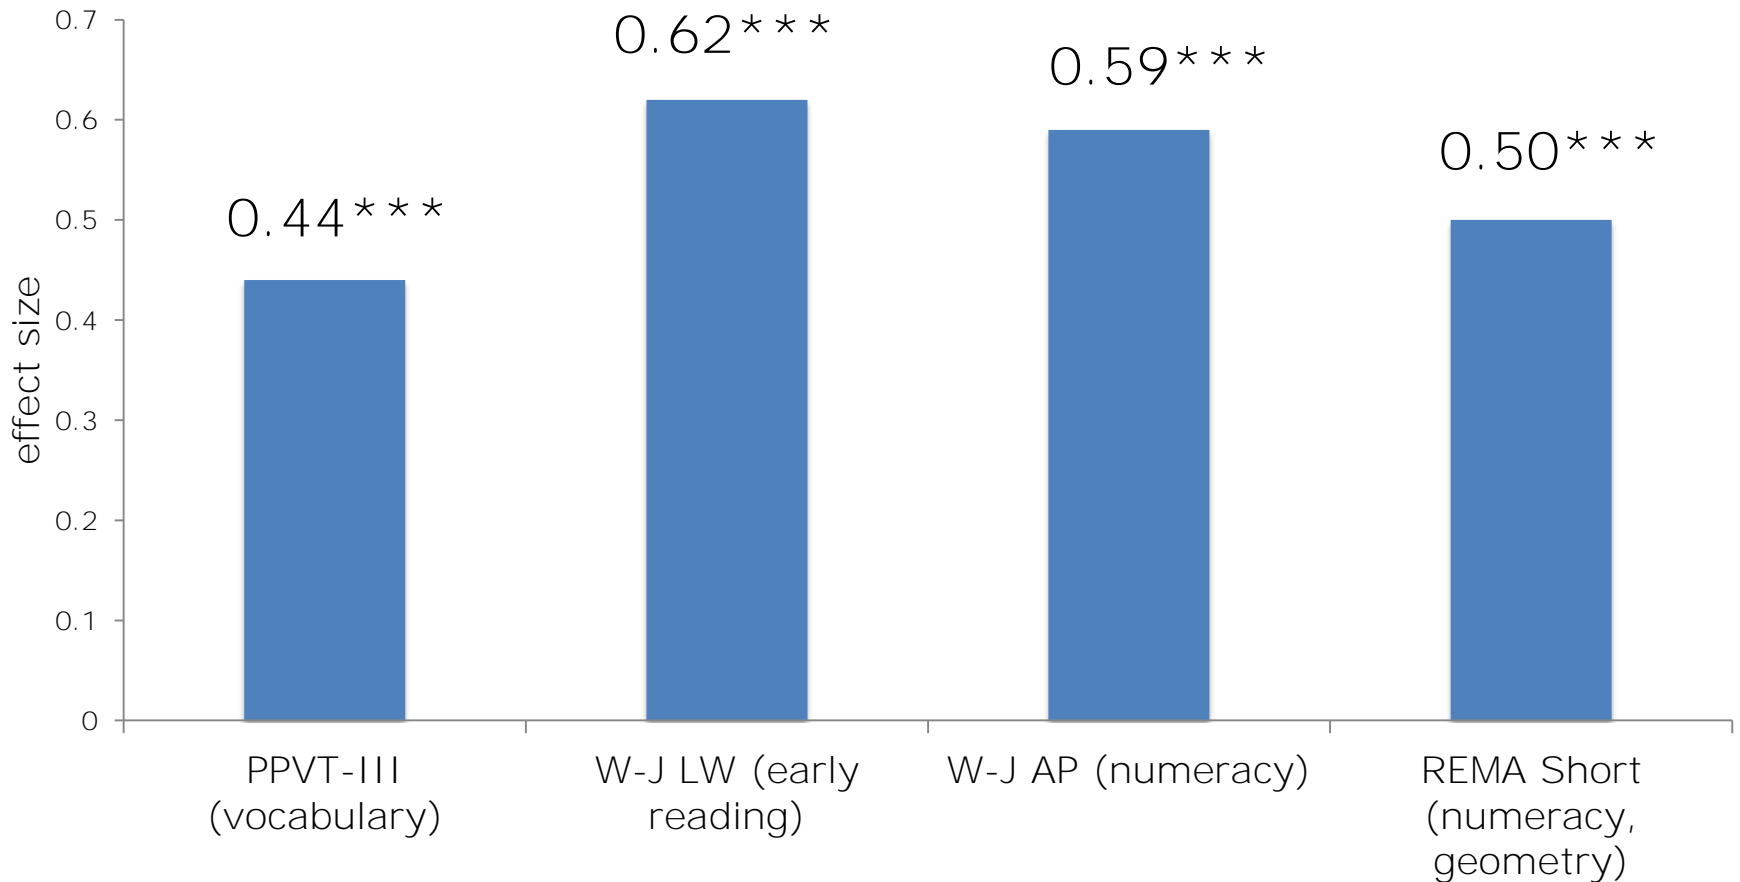 0.7
0.6
0.5
0.4
0.3
0.2
0.1
0
effect size
0.44***
0.62***
0.59***
0.50***
PPVT-III
(vocabulary)
W-J LW (early
reading)
W-J AP (numeracy)
REMA Short
(numeracy,
geometry)